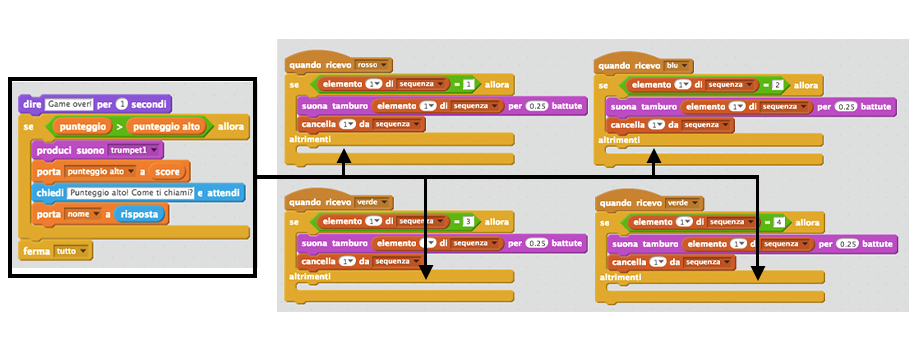 dire Game over! per 1 secondi
se punteggio > punteggio alto allora
produci suono trumpet1
porta punteggio alto a score
chiedi Punteggio alto! Come ti chiami? e attendi
porta nome a risposta
ferma tutto
quando ricevo rosso
se elemento 1 di sequenza = 1 allora
suona tamburo elemento 1 di sequenza per 0.25 battute
cancella 1 da sequenza
altrimenti
quando ricevo blu
se elemento 1 di sequenza = 2 allora
suona tamburo elemento 1 di sequenza per 0.25 battute
cancella 1 da sequenza
altrimenti
quando ricevo verde
se elemento 1 di sequenza = 3 allora
suona tamburo elemento di sequenza per 0.25 battute
cancella 1 da sequenza
altrimenti
quando ricevo verde
se elemento 1 di sequenza = 4 allora
suona tamburo elemento 1 di sequenza per 0.25 battute
cancella 1 da sequenza
altrimenti